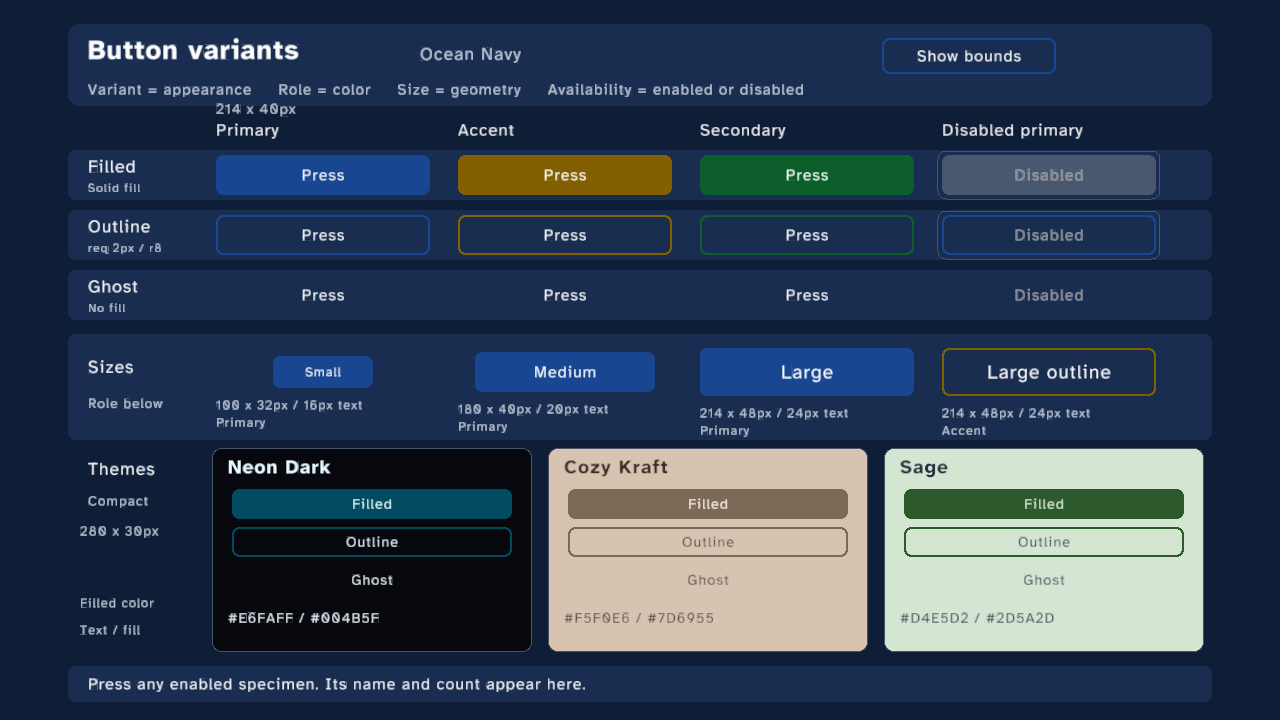 Button variants
Ocean Navy
Show bounds
Variant = appearance Role = color Size = geometry Availability = enabled or disabled
214 x 40px
Primary Accent Secondary Disabled primary
Filled
Solid fill
Press Press Press Disabled
Outline
req 2px / r8
Press Press Press Disabled
Ghost
No fill
Press Press Press Disabled
Sizes
Role below
Small
100 x 32px / 16px text
Primary
Medium
180 x 40px / 20px text
Primary
Large
214 x 48px / 24px text
Primary
Large outline
214 x 48px / 24px text
Accent
Themes
Compact
280 x 30px
Filled color
Text / fill
Neon Dark
Filled
Outline
Ghost
#E6FAFF / #004B5F
Cozy Kraft
Filled
Outline
Ghost
#F5F0E6 / #7D6955
Sage
Filled
Outline
Ghost
#D4E5D2 / #2D5A2D
Press any enabled specimen. Its name and count appear here.